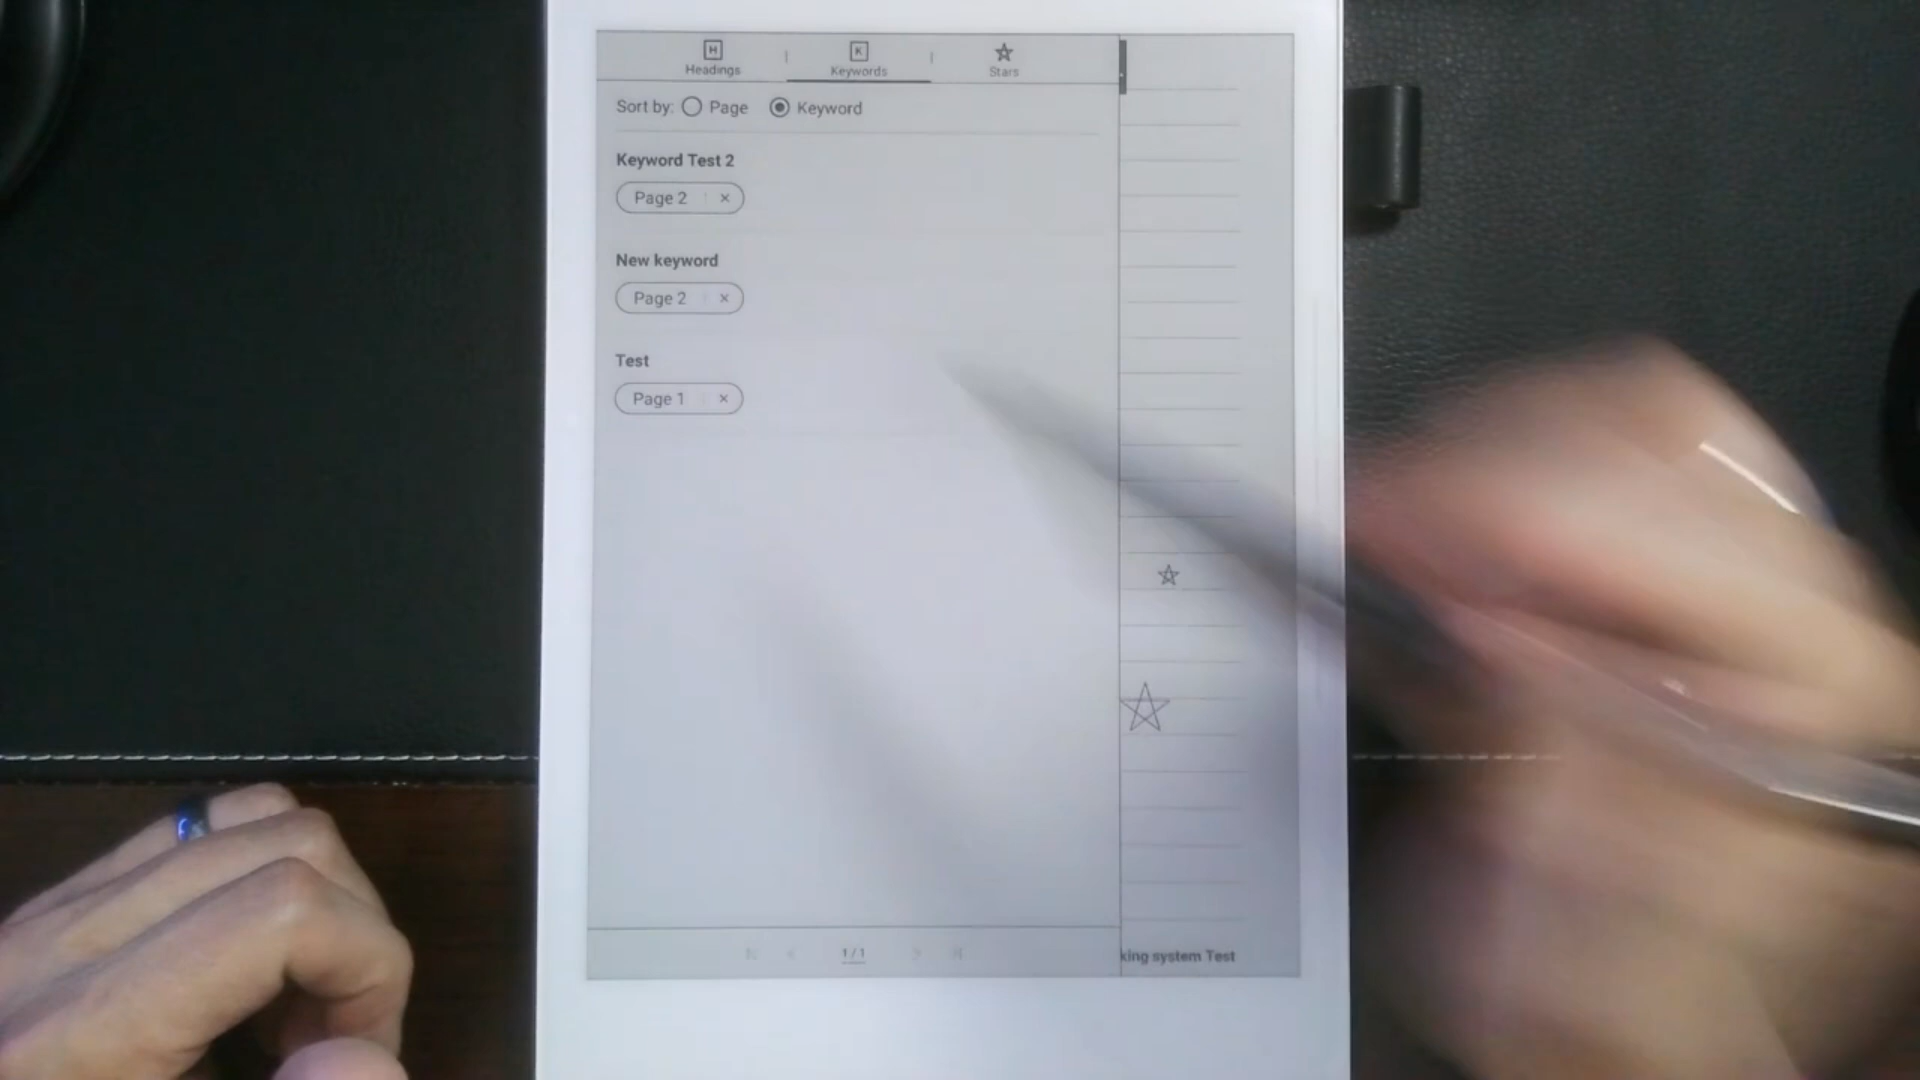 H K
Headings | Keywords | Stars
Sort by: Page Keyword
Keyword Test 2
Page 2 ×
New keyword
Page 2 ×
Test
Page 1 ×
1 / 1
king system Test